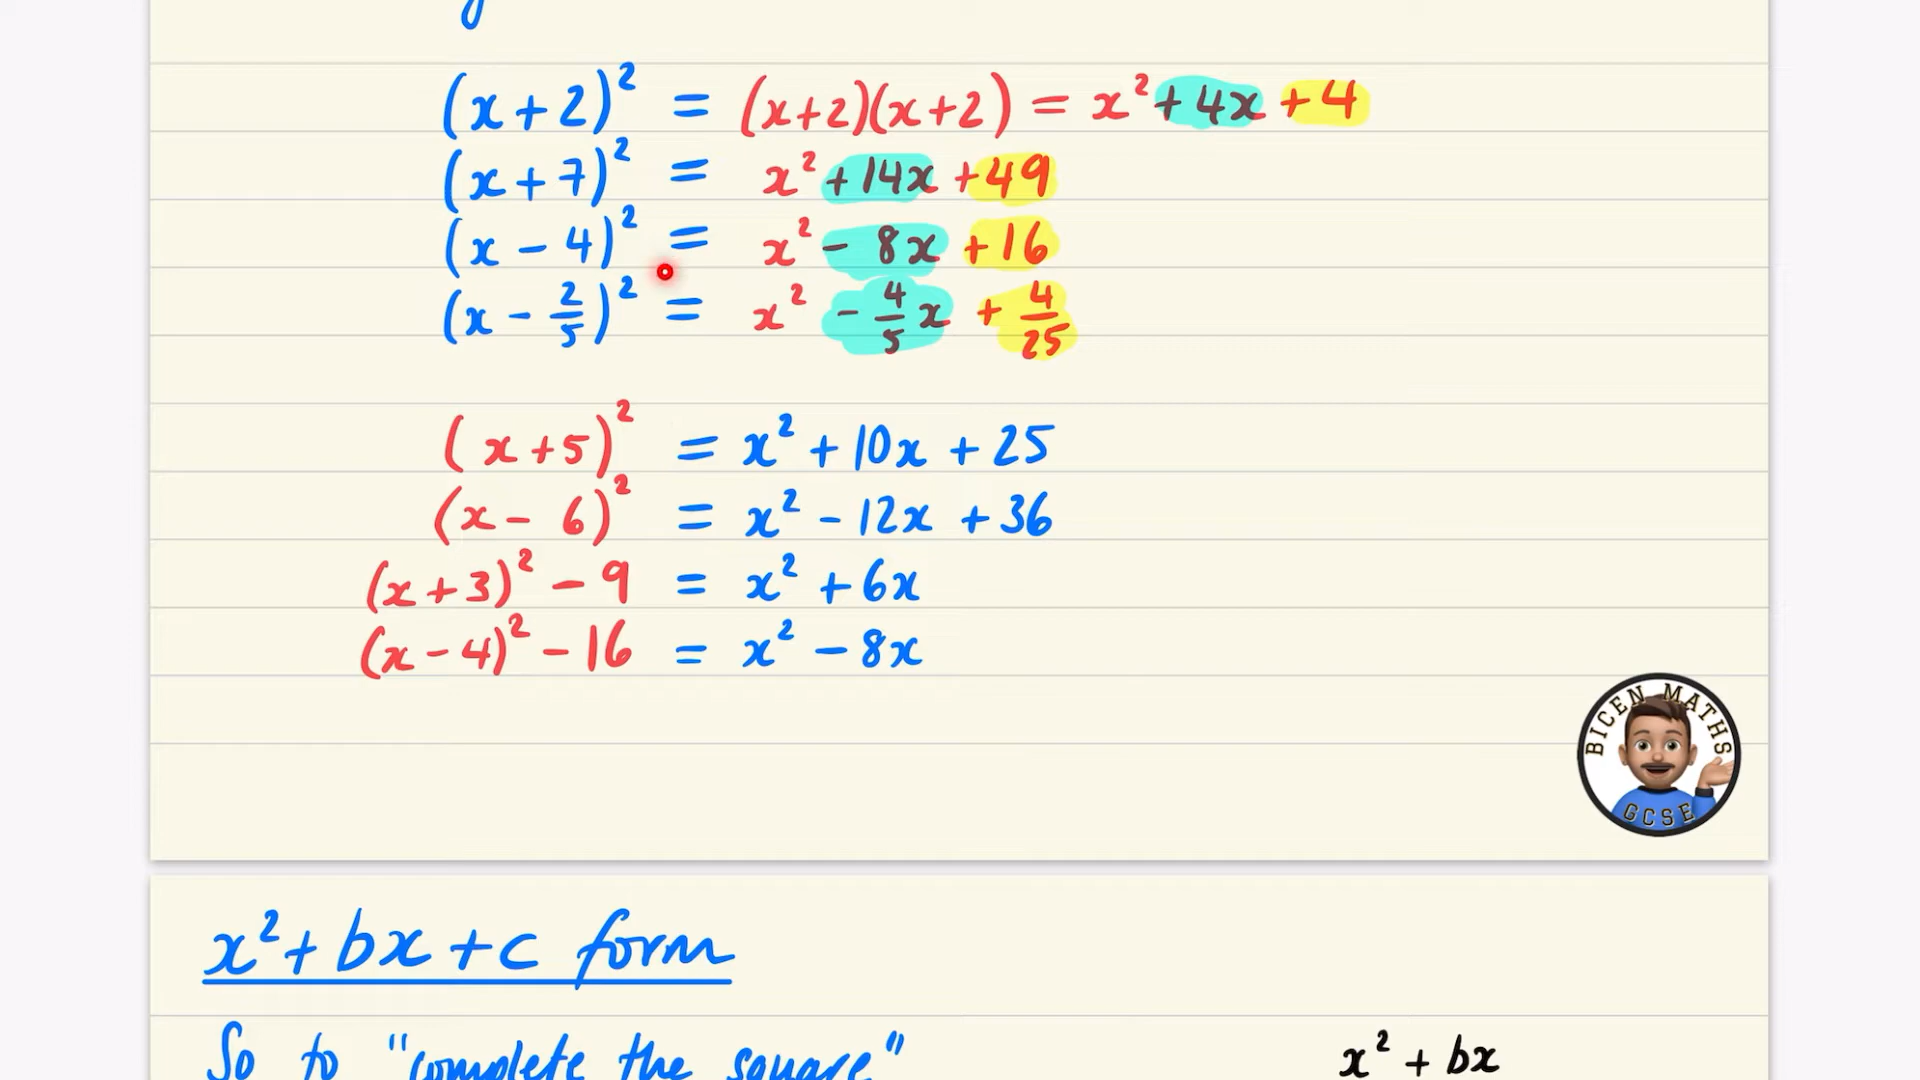 (x+2)² = (x+2)(x+2) = x² +4x +4
(x+7)² = x² +14x +49
(x-4)² = x² - 8x +16
(x - 2/5)² = x² - 4/5 x + 4/25
(x+5)² = x² + 10x + 25
(x - 6)² = x² - 12x + 36
(x+3)² - 9 = x² + 6x
(x-4)² - 16 = x² - 8x
BICEN MATHS
GCSE
x² + bx + c form
So to "complete the square"
x² + bx